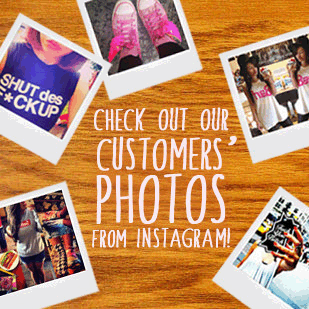 SHUT des
F*CKUP
CHECK OUT OUR
CUSTOMERS'
PHOTOS
FROM INSTAGRAM!